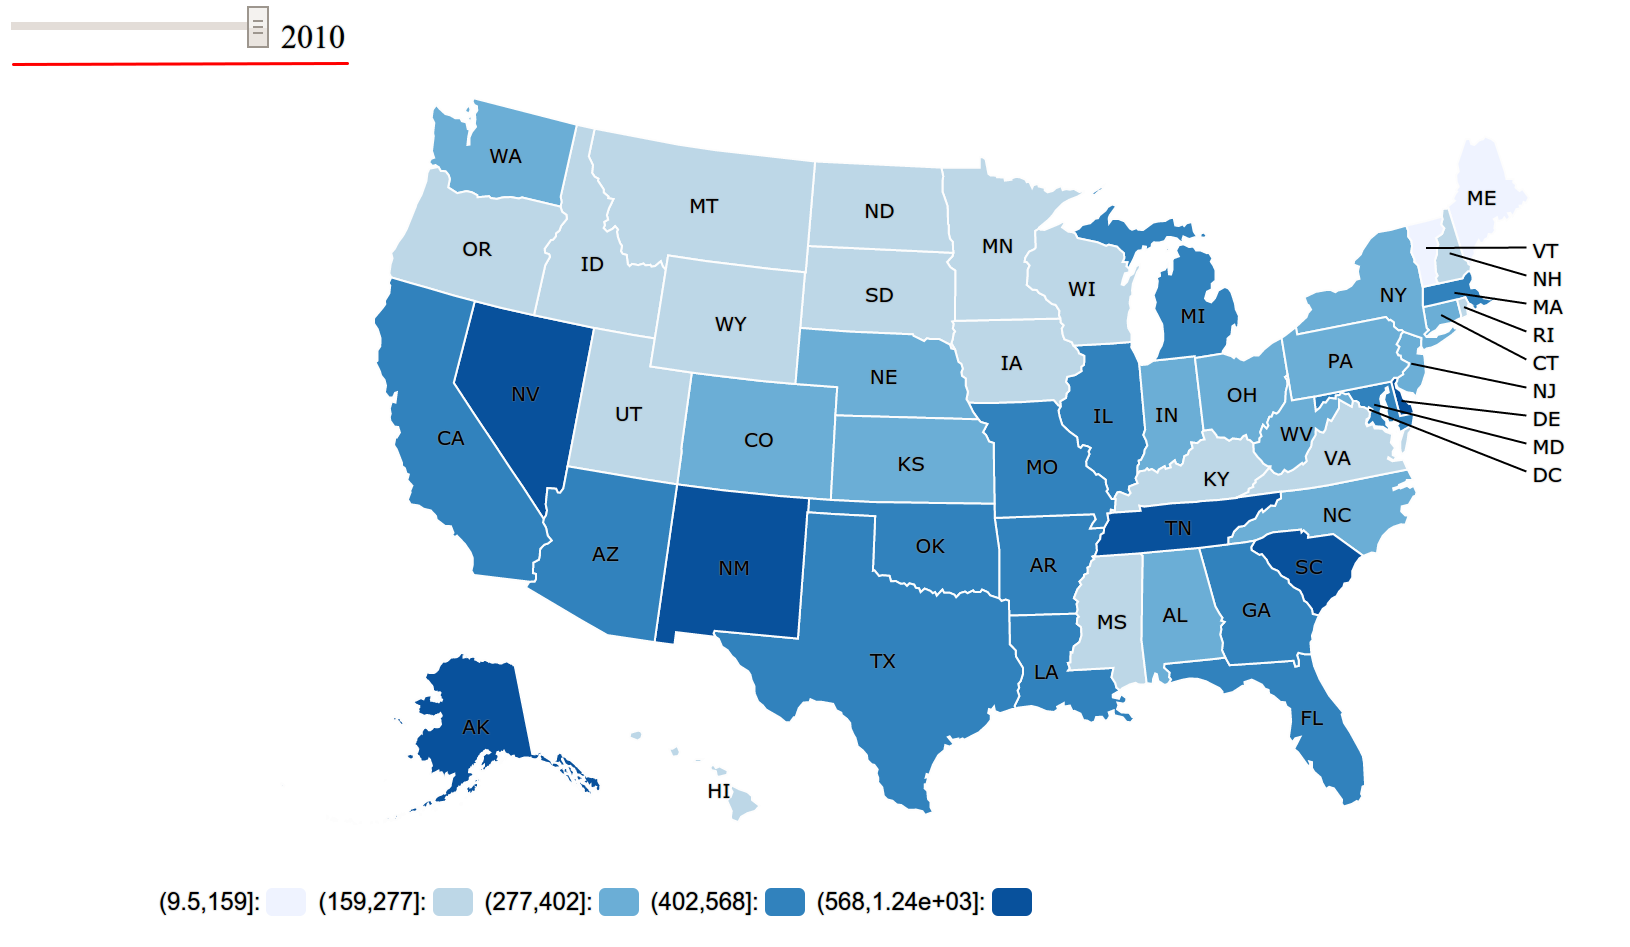 2010
WA
MT
ND
MN
ME
OR
ID
SD
WI
MI
NY
VT
NH
MA
RI
CT
NJ
DE
MD
DC
WY
NV
UT
CO
NE
IA
IL
IN
OH
PA
WV
VA
CA
KS
MO
KY
NC
AZ
NM
OK
AR
TN
SC
MS
AL
GA
TX
LA
FL
AK
HI
(9.5,159]: (159,277]: (277,402]: (402,568]: (568,1.24e+03]: